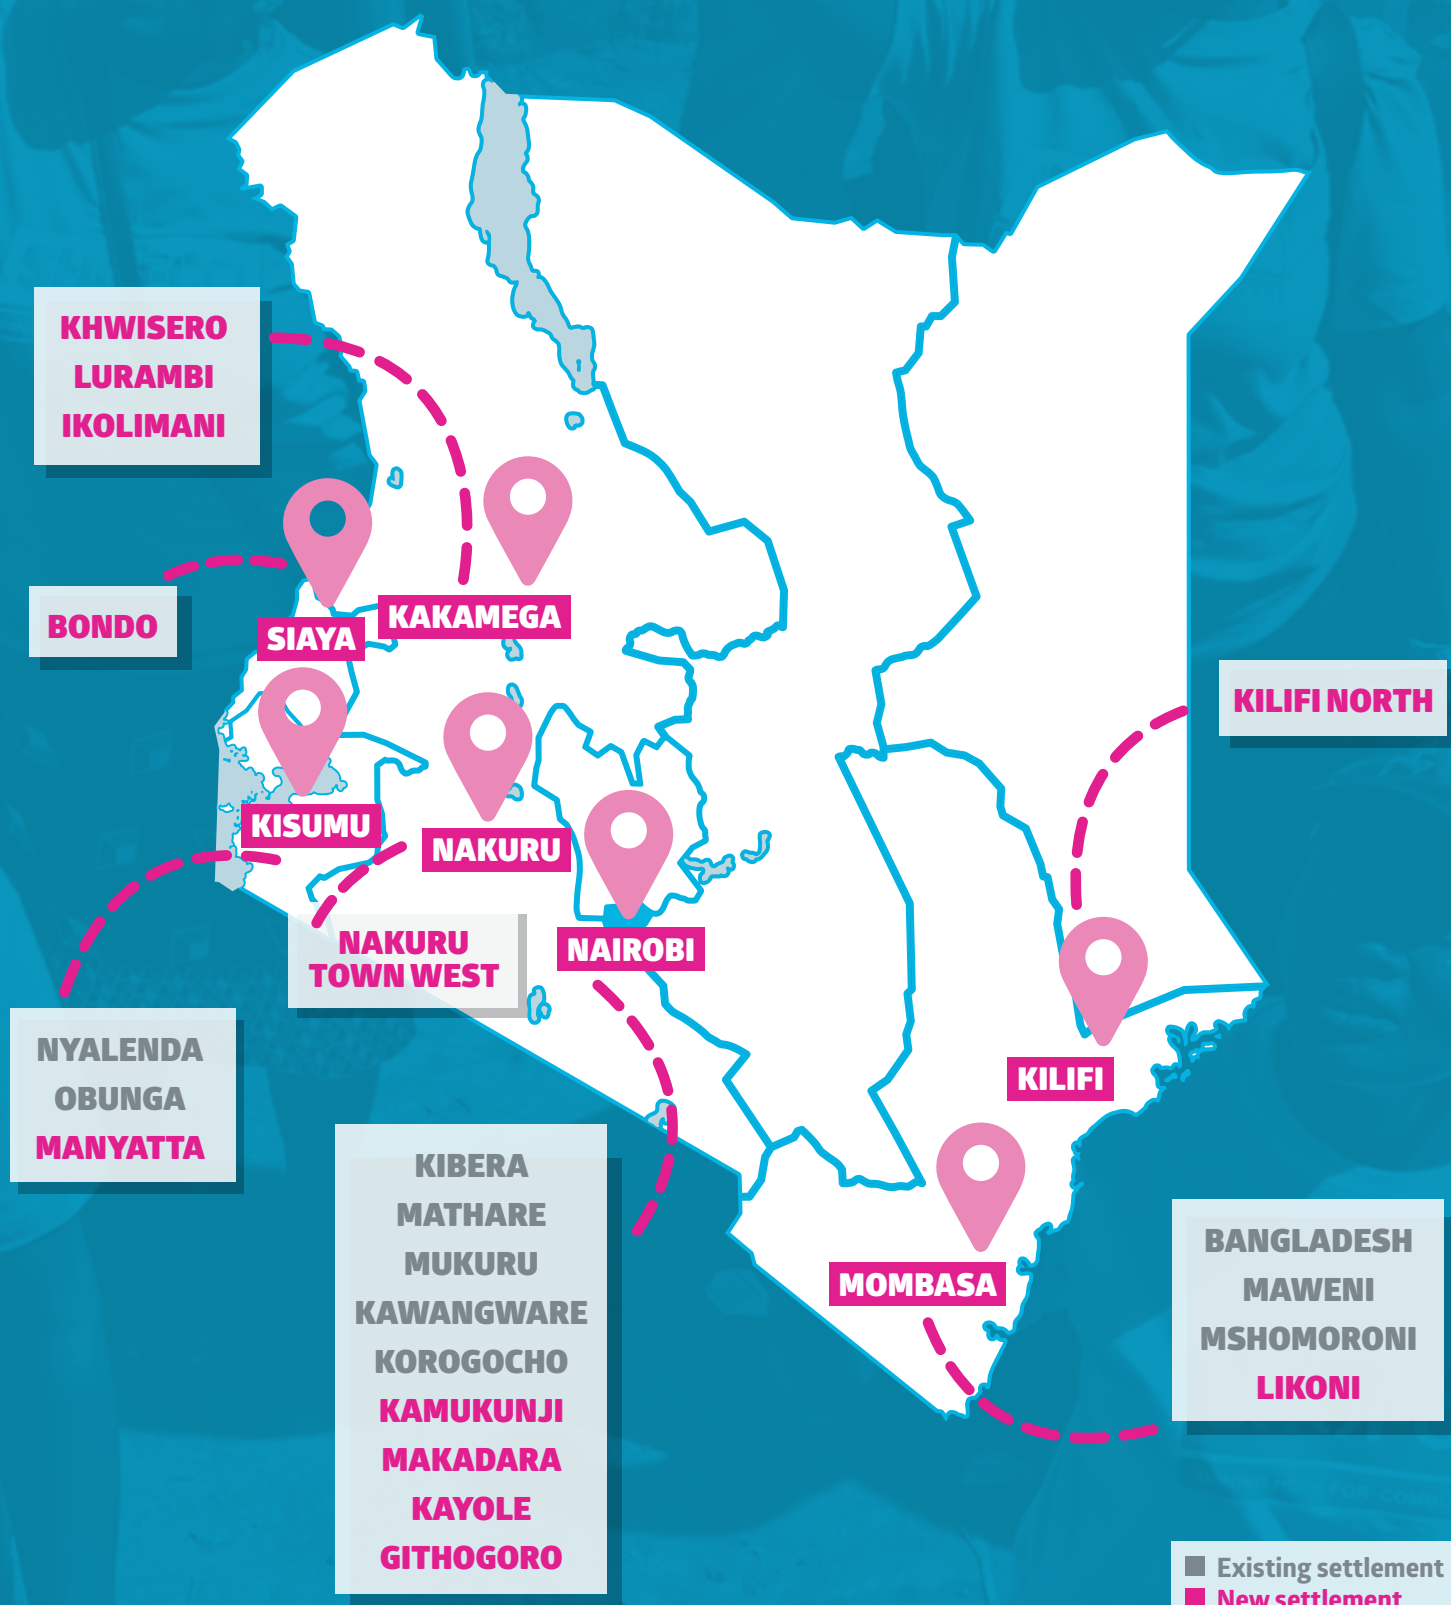 KHWISERO
LURAMBI
IKOLIMANI
BONDO
SIAYA
KAKAMEGA
KILIFI NORTH
KISUMU
NAKURU
NAKURU
TOWN WEST
NAIROBI
NYALENDA
OBUNGA
MANYATTA
KILIFI
KIBERA
MATHARE
MUKURU
KAWANGWARE
KOROGOCHO
KAMUKUNJI
MAKADARA
KAYOLE
GITHOGORO
MOMBASA
BANGLADESH
MAWENI
MSHOMORONI
LIKONI
Existing settlement
New settlement